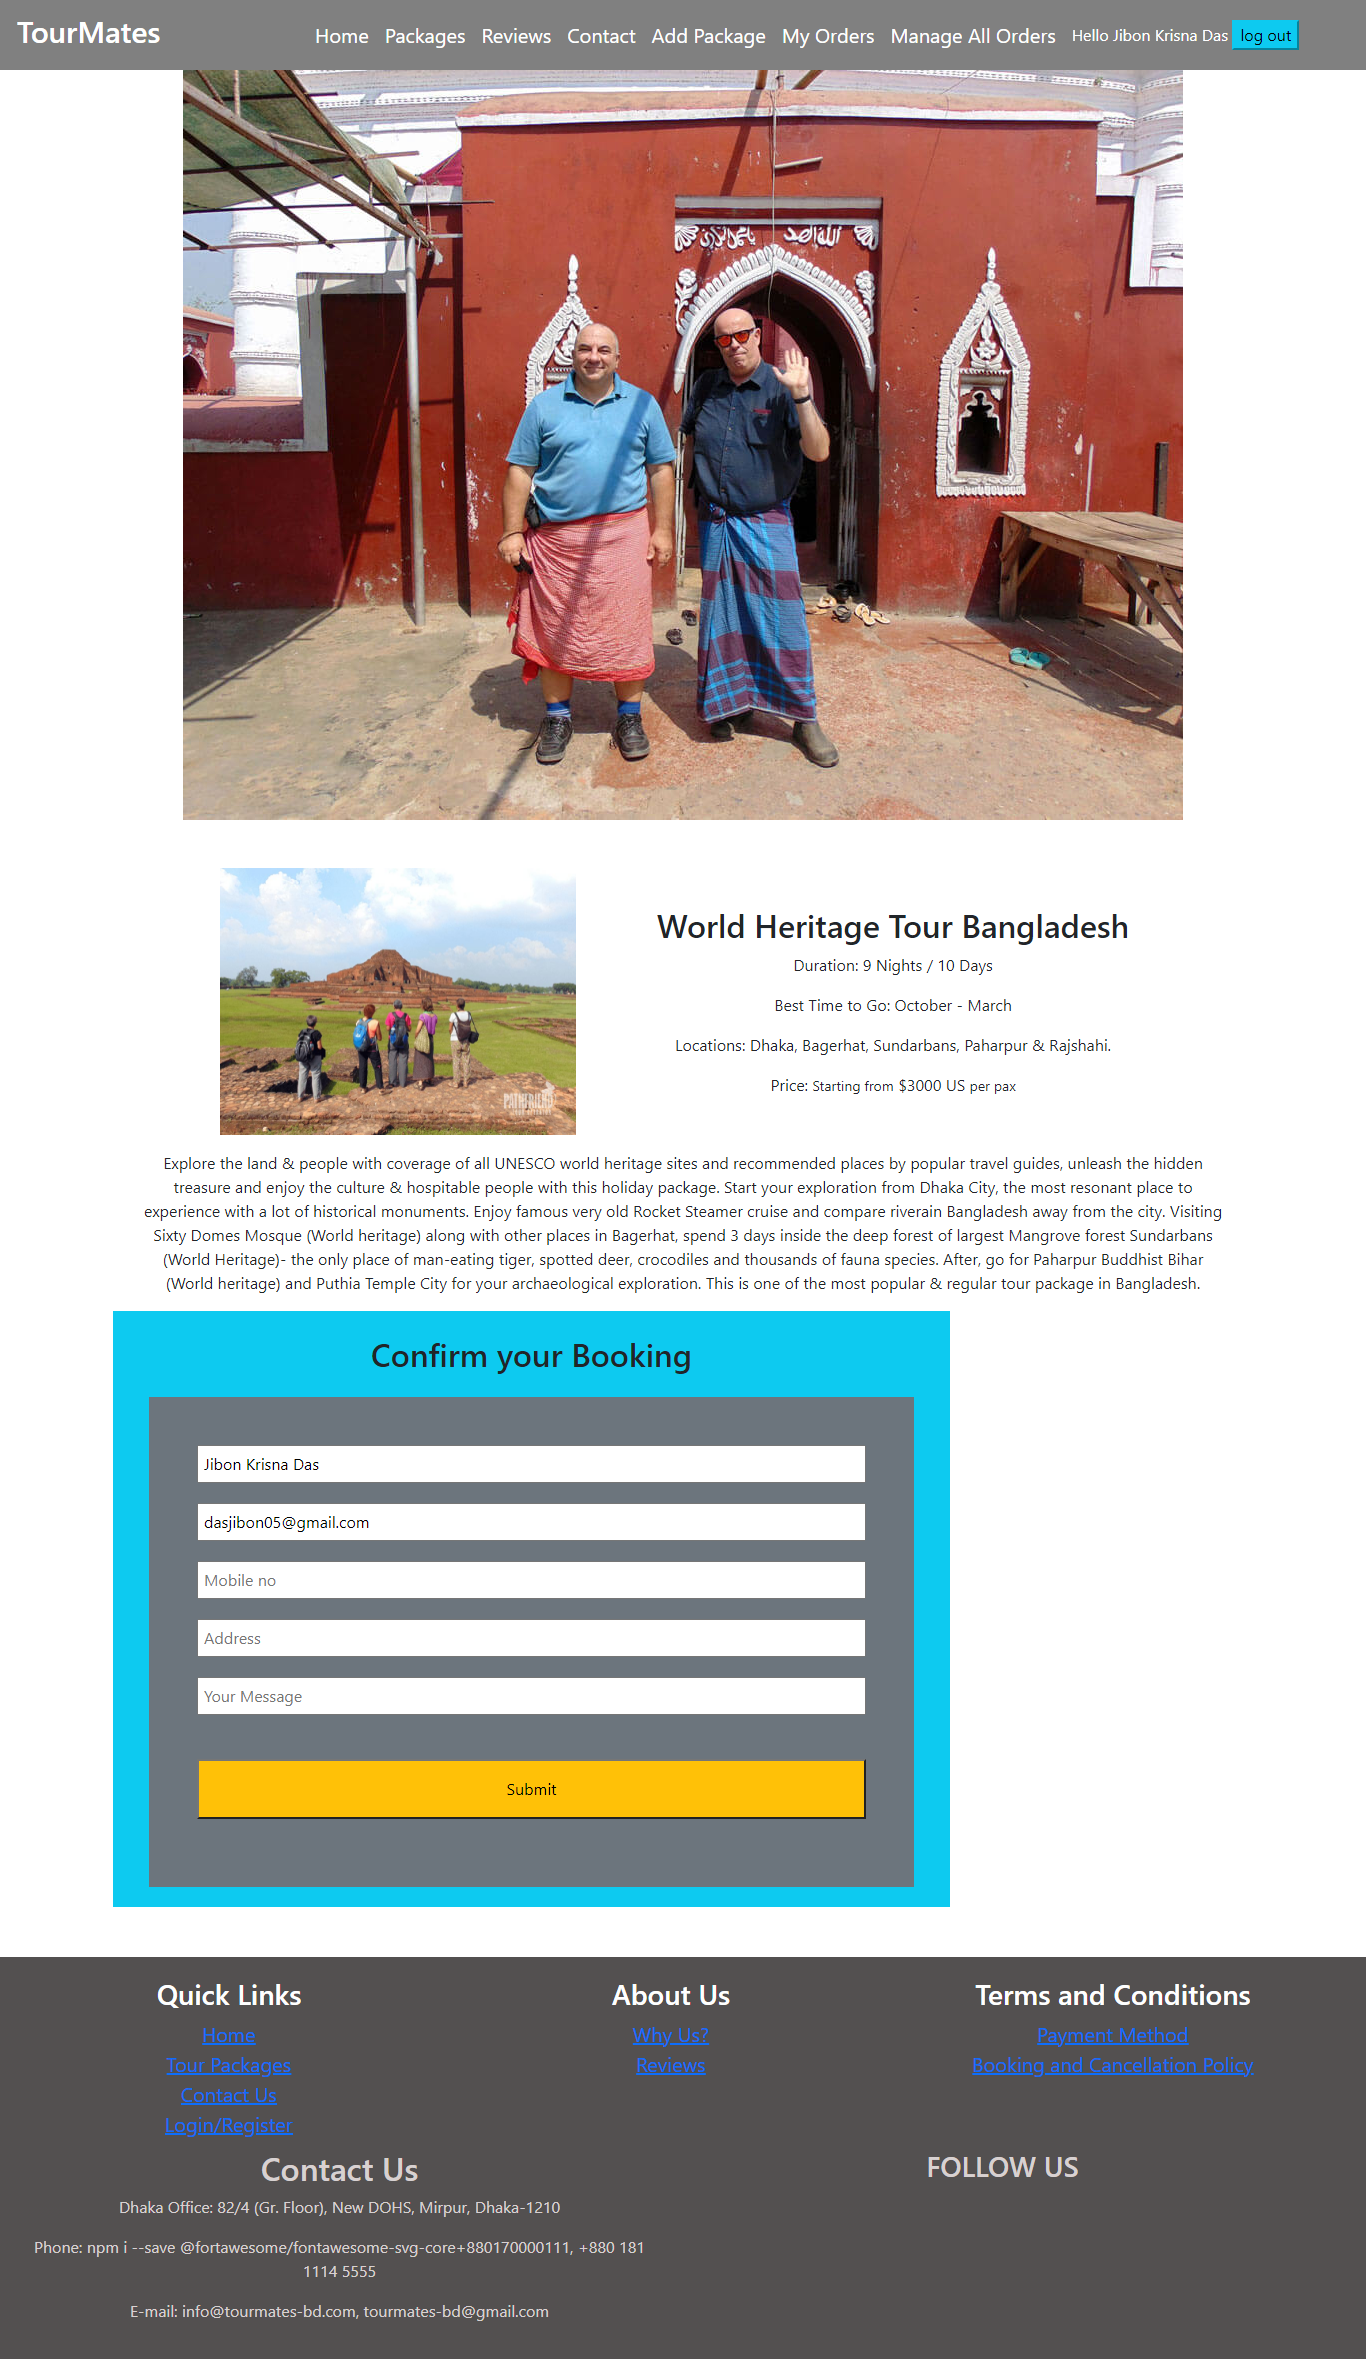 TourMates
Home Packages Reviews Contact Add Package My Orders Manage All Orders Hello Jibon Krisna Das log out
World Heritage Tour Bangladesh
Duration: 9 Nights / 10 Days
Best Time to Go: October - March
Locations: Dhaka, Bagerhat, Sundarbans, Paharpur & Rajshahi.
Price: Starting from $3000 US per pax
PATHFRIEND
Explore the land & people with coverage of all UNESCO world heritage sites and recommended places by popular travel guides, unleash the hidden
treasure and enjoy the culture & hospitable people with this holiday package. Start your exploration from Dhaka City, the most resonant place to
experience with a lot of historical monuments. Enjoy famous very old Rocket Steamer cruise and compare riverain Bangladesh away from the city. Visiting
Sixty Domes Mosque (World heritage) along with other places in Bagerhat, spend 3 days inside the deep forest of largest Mangrove forest Sundarbans
(World Heritage)- the only place of man-eating tiger, spotted deer, crocodiles and thousands of fauna species. After, go for Paharpur Buddhist Bihar
(World heritage) and Puthia Temple City for your archaeological exploration. This is one of the most popular & regular tour package in Bangladesh.
Confirm your Booking
Jibon Krisna Das
dasjibon05@gmail.com
Mobile no
Address
Your Message
Submit
Quick Links
Home
Tour Packages
Contact Us
Login/Register
About Us
Why Us?
Reviews
Terms and Conditions
Payment Method
Booking and Cancellation Policy
Contact Us
Dhaka Office: 82/4 (Gr. Floor), New DOHS, Mirpur, Dhaka-1210
Phone: npm i --save @fortawesome/fontawesome-svg-core+880170000111, +880 181
1114 5555
E-mail: info@tourmates-bd.com, tourmates-bd@gmail.com
FOLLOW US